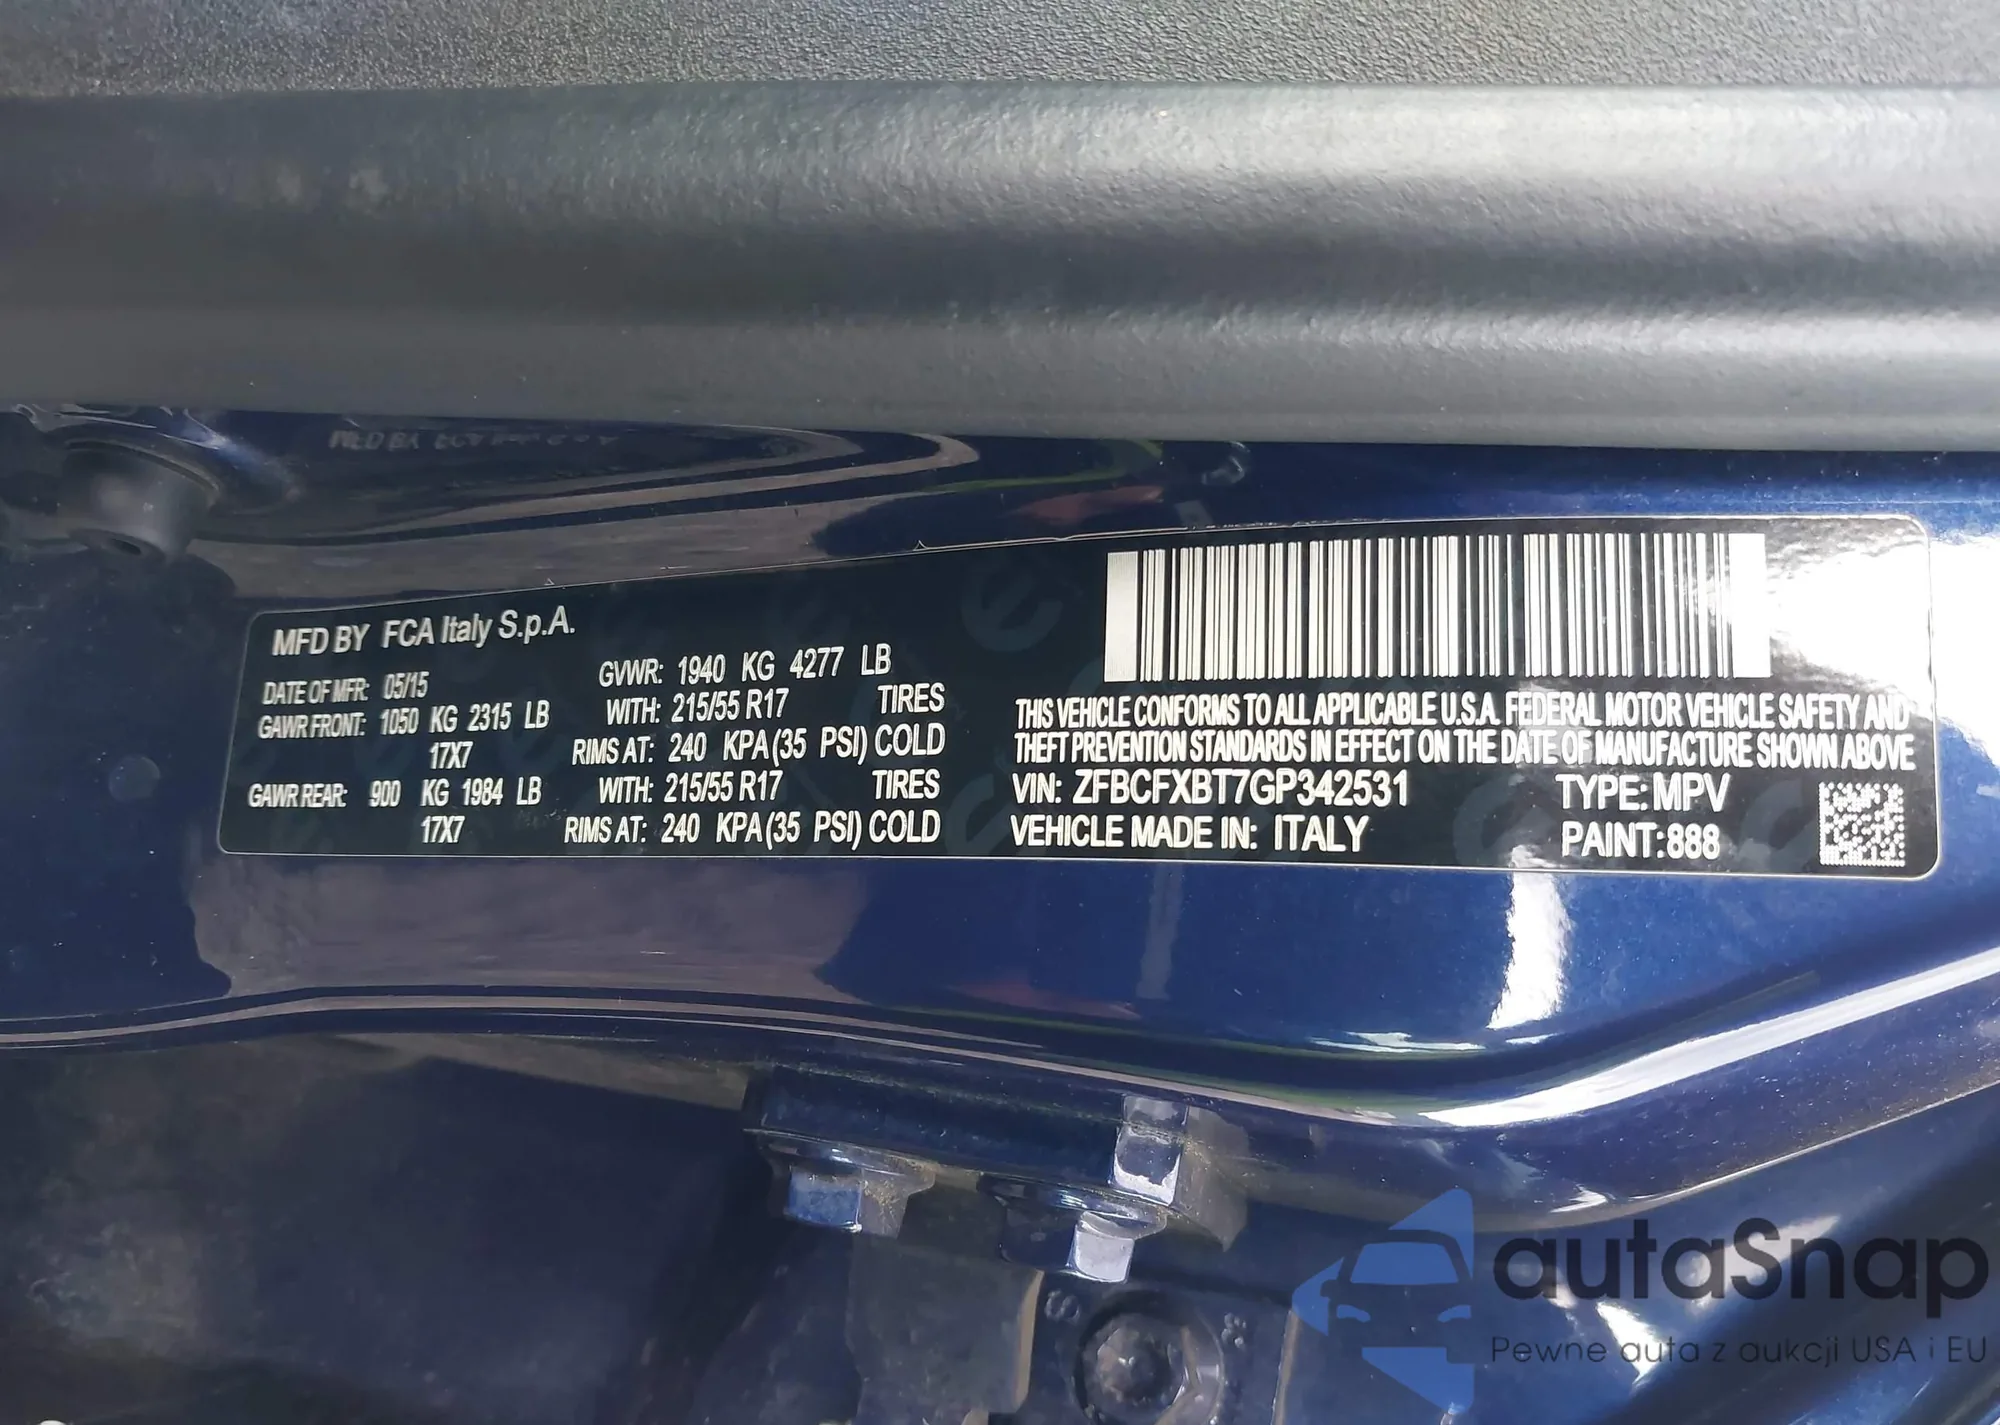 MFD BY FCA Italy S.p.A.
DATE OF MFR: 05/15
GVWR: 1940 KG 4277 LB
GAWR FRONT: 1050 KG 2315 LB WITH: 215/55 R17 TIRES
17X7 RIMS AT: 240 KPA (35 PSI) COLD
GAWR REAR: 900 KG 1984 LB WITH: 215/55 R17 TIRES
17X7 RIMS AT: 240 KPA (35 PSI) COLD
THIS VEHICLE CONFORMS TO ALL APPLICABLE U.S.A. FEDERAL MOTOR VEHICLE SAFETY AND
THEFT PREVENTION STANDARDS IN EFFECT ON THE DATE OF MANUFACTURE SHOWN ABOVE
VIN: ZFBCFXBT7GP342531 TYPE: MPV
VEHICLE MADE IN: ITALY PAINT: 888
autaSnap
Pewne auta z aukcji USA i EU